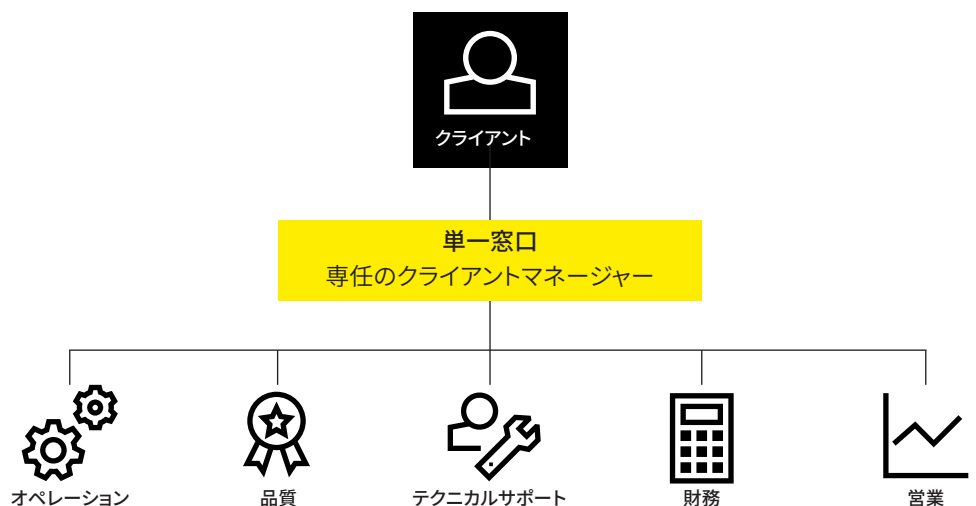 クライアント
単一窓口
専任のクライアントマネージャー
オペレーション
品質
テクニカルサポート
財務
営業